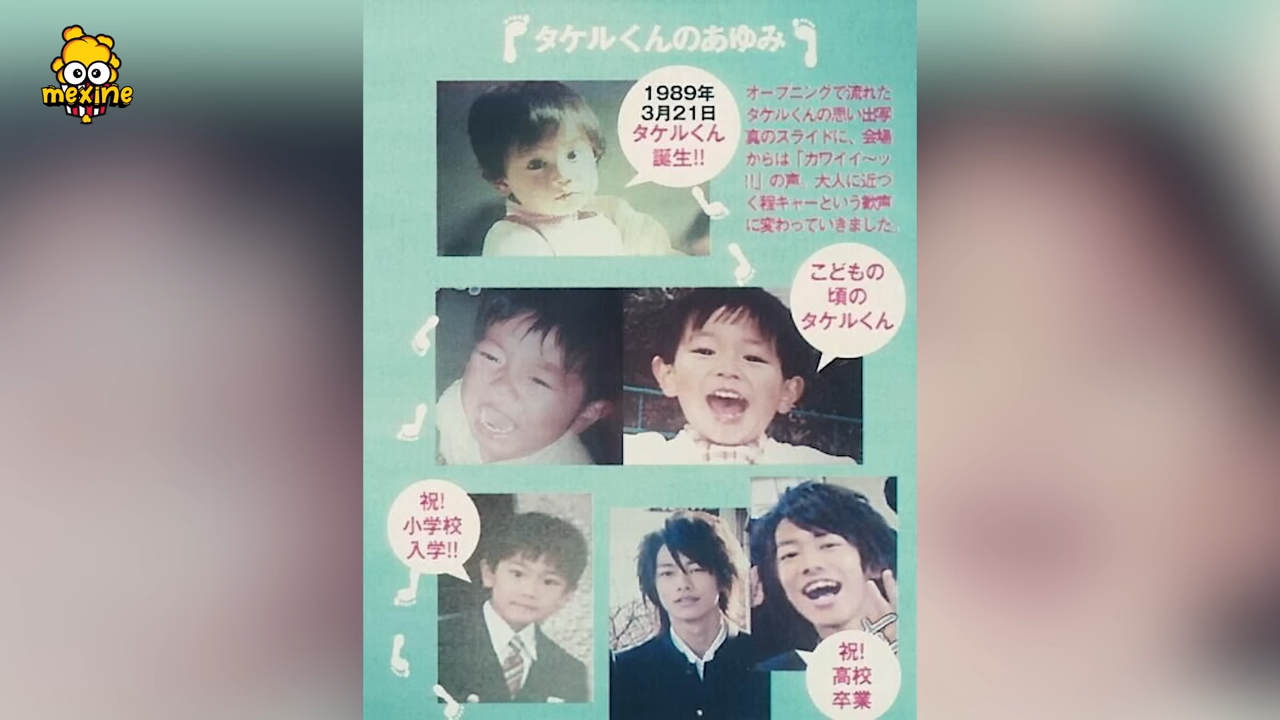 mexine
タケルくんのあゆみ
1989年
3月21日
タケルくん
誕生!!
オープニングで流れた
タケルくんの思い出写
真のスライドに、会場
からは「カワイイ〜ッ
!!」の声。大人に近づ
く程キャーという歓声
に変わっていきました。
こどもの
頃の
タケルくん
祝!
小学校
入学!!
祝!
高校
卒業